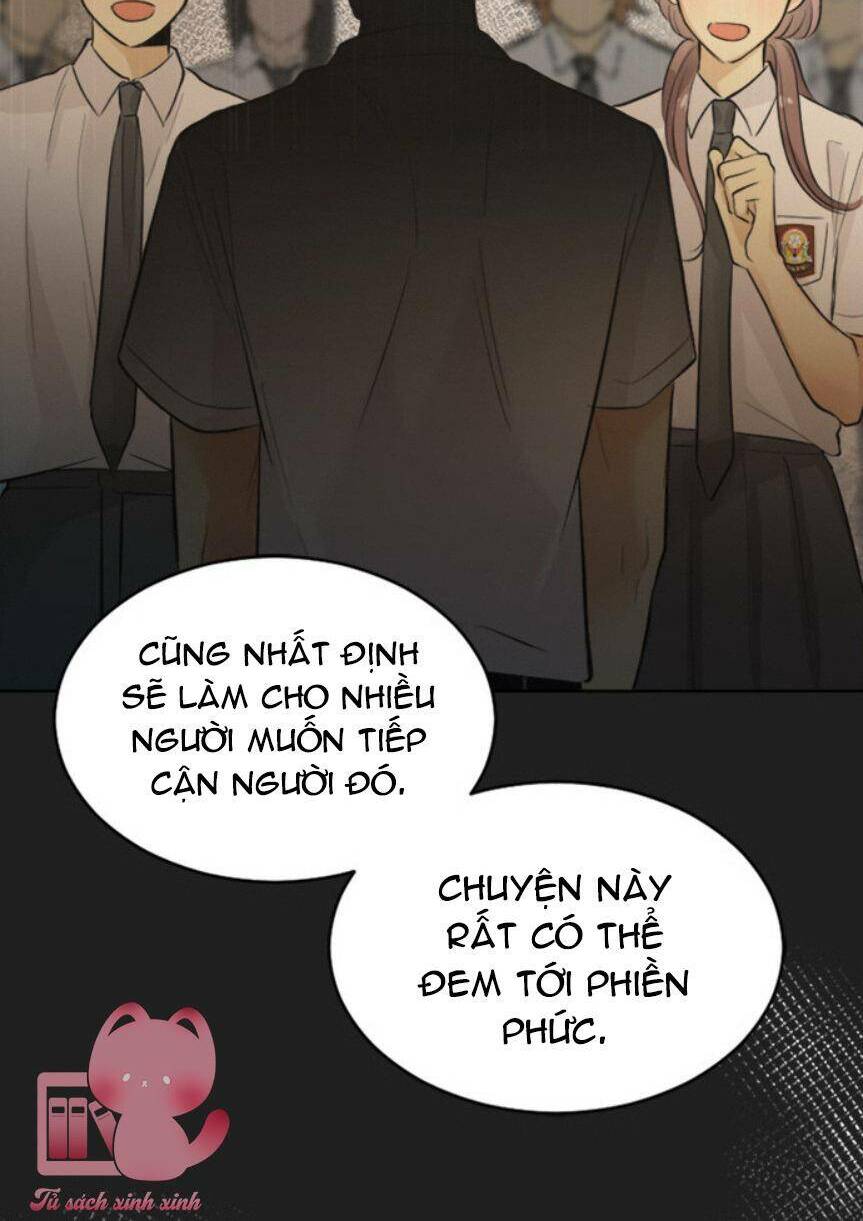 CŨNG NHẤT ĐỊNH
SẼ LÀM CHO NHIỀU
NGƯỜI MUỐN TIẾP
CẬN NGƯỜI ĐÓ.
CHUYỆN NÀY
RẤT CÓ THỂ
ĐEM TỚI PHIỀN
PHỨC.
Tủ sách xinh xinh